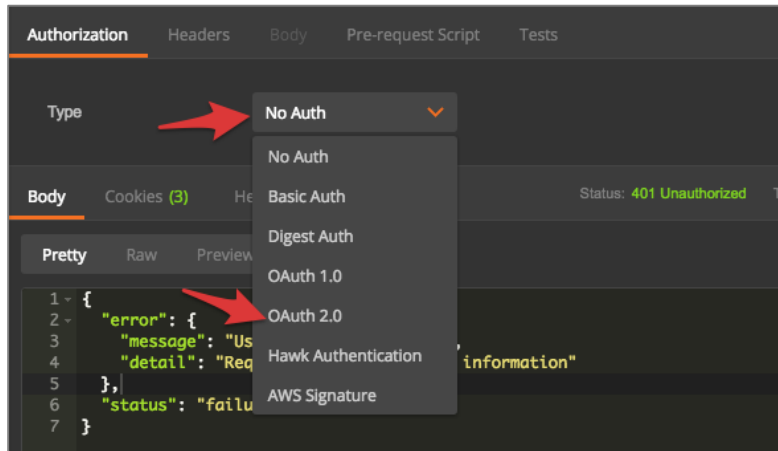 Authorization Headers Body Pre-request Script Tests
Type No Auth
No Auth
Body Cookies (3) Basic Auth Status: 401 Unauthorized
Digest Auth
Pretty Raw Preview
OAuth 1.0
1 {
2 "error": { OAuth 2.0
3 "message": "Us ,
4 "detail": "Req Hawk Authentication information"
5 },
6 "status": "failu AWS Signature
7 }